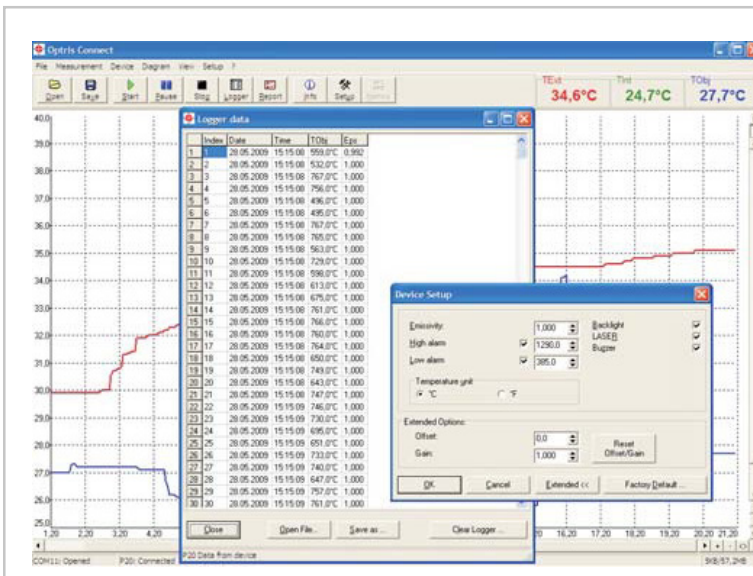 Optris Connect
File Measurement Device Diagram View Setup ?
Open Save Start Pause Stop Logger Report Info Setup
TExt TInt TObj
34,6°C 24,7°C 27,7°C
Logger data
Index Date Time TObj Eps
1 1 28.05.2009 15:15:00 559,0°C 0,992
2 2 28.05.2009 15:15:08 532,0°C 1,000
3 3 28.05.2009 15:15:08 767,0°C 1,000
4 4 28.05.2009 15:15:08 756,0°C 1,000
5 5 28.05.2009 15:15:08 496,0°C 1,000
6 6 28.05.2009 15:15:08 495,0°C 1,000
7 7 28.05.2009 15:15:08 767,0°C 1,000
8 8 28.05.2009 15:15:08 765,0°C 1,000
9 9 28.05.2009 15:15:08 563,0°C 1,000
10 10 28.05.2009 15:15:08 729,0°C 1,000
11 11 28.05.2009 15:15:08 598,0°C 1,000
12 12 28.05.2009 15:15:08 613,0°C 1,000
13 13 28.05.2009 15:15:08 675,0°C 1,000
14 14 28.05.2009 15:15:08 761,0°C 1,000
15 15 28.05.2009 15:15:08 766,0°C 1,000
16 16 28.05.2009 15:15:08 760,0°C 1,000
17 17 28.05.2009 15:15:08 764,0°C 1,000
18 18 28.05.2009 15:15:08 650,0°C 1,000
19 19 28.05.2009 15:15:08 749,0°C 1,000
20 20 28.05.2009 15:15:08 643,0°C 1,000
21 21 28.05.2009 15:15:08 747,0°C 1,000
22 22 28.05.2009 15:15:09 746,0°C 1,000
23 23 28.05.2009 15:15:09 730,0°C 1,000
24 24 28.05.2009 15:15:09 695,0°C 1,000
25 25 28.05.2009 15:15:09 651,0°C 1,000
26 26 28.05.2009 15:15:09 733,0°C 1,000
27 27 28.05.2009 15:15:09 740,0°C 1,000
28 28 28.05.2009 15:15:09 647,0°C 1,000
29 29 28.05.2009 15:15:09 757,0°C 1,000
30 30 28.05.2009 15:15:09 761,0°C 1,000
Close Open File... Save as ... Clear Logger ...
P20 Data from device
Device Setup
Emissivity: 1,000 Backlight
High alarm 1290,0 LASER
Low alarm 385,0 Buzzer
Temperature unit
°C °F
Extended Options:
Offset: 0,0 Reset
Gain: 1,000 Offset/Gain
OK Cancel Extended << Factory Default ...
40,0
39,0
38,0
37,0
36,0
35,0
34,0
33,0
32,0
31,0
30,0
29,0
28,0
27,0
26,0
25,0
1,20 2,20 3,20 4,20 20 16,20 17,20 18,20 19,20 20,20 21,20
COM11: Opened P20: Connected 9KB/57,2MB